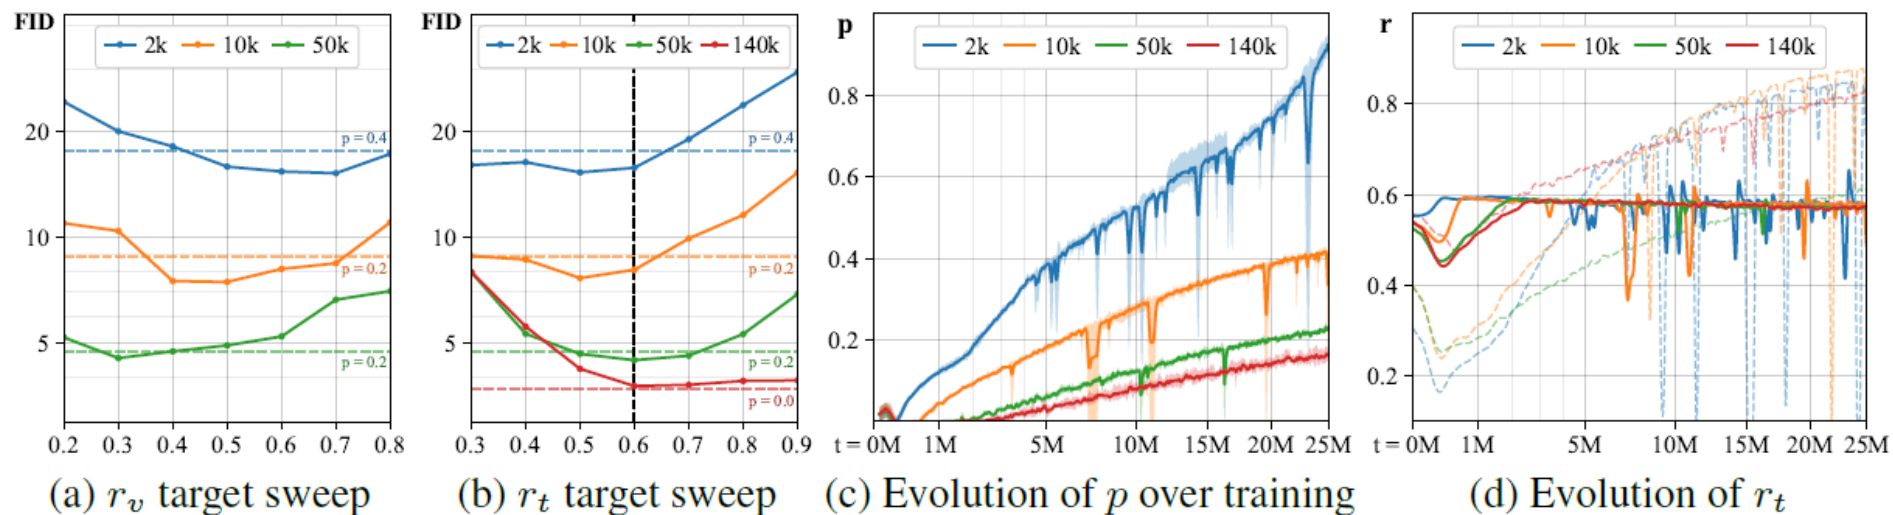 FID
2k 10k 50k
20
10
5
p = 0.4
p = 0.2
p = 0.2
0.2 0.3 0.4 0.5 0.6 0.7 0.8
(a) r_v target sweep
FID
2k 10k 50k 140k
20
10
5
p = 0.4
p = 0.2
p = 0.2
p = 0.0
0.3 0.4 0.5 0.6 0.7 0.8 0.9
(b) r_t target sweep
p
2k 10k 50k 140k
0.8
0.6
0.4
0.2
t = 0M 1M 5M 10M 15M 20M 25M
(c) Evolution of p over training
r
2k 10k 50k 140k
0.8
0.6
0.4
0.2
t = 0M 1M 5M 10M 15M 20M 25M
(d) Evolution of r_t